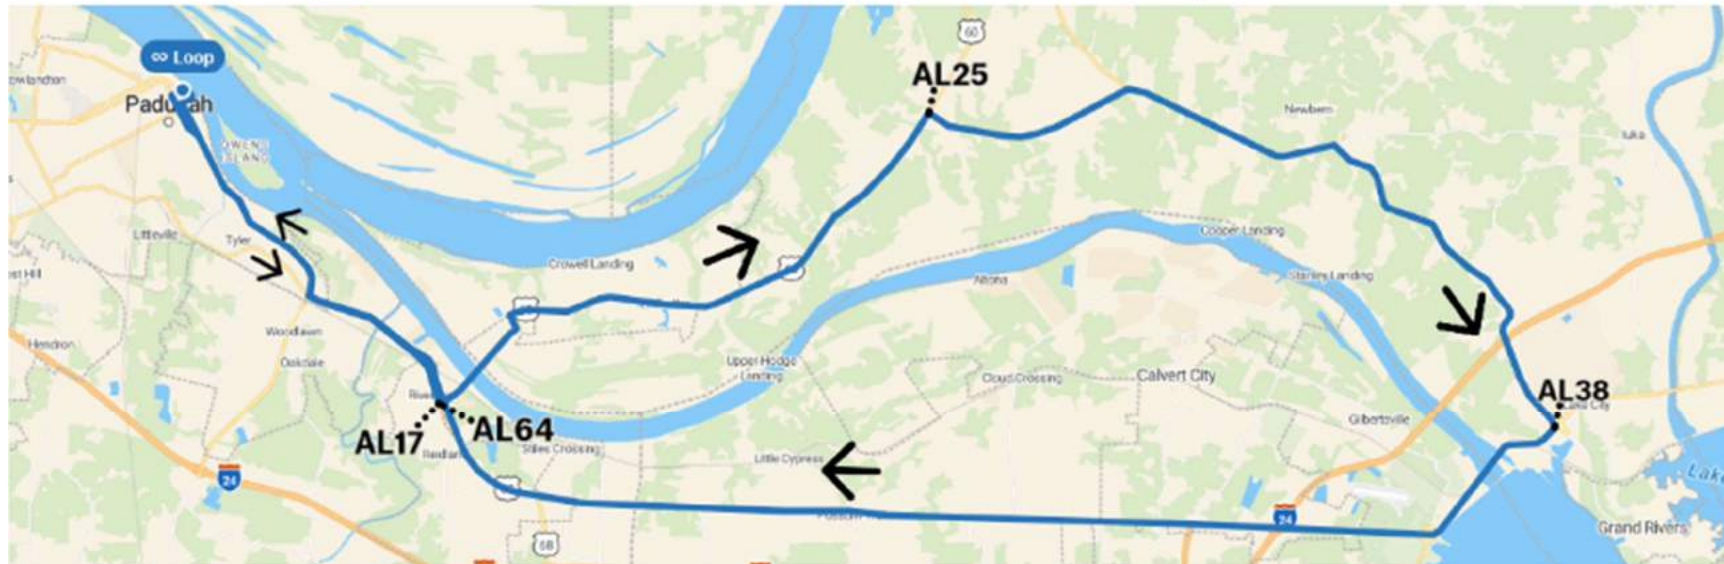 60
∞ Loop
AL25
Paducah
Newbern
Iuka
OWENS
ISLAND
Littleville
Tyler
Cooper Landing
Crowell Landing
Altona
Stanley Landing
Woodlawn
Hendron
Oakdale
Upper Hodge
Landing
Cloud Crossing
Calvert City
AL38
Gilbertsville
AL17
AL64
Stiles Crossing
Little Cypress
24
24
Grand Rivers
68